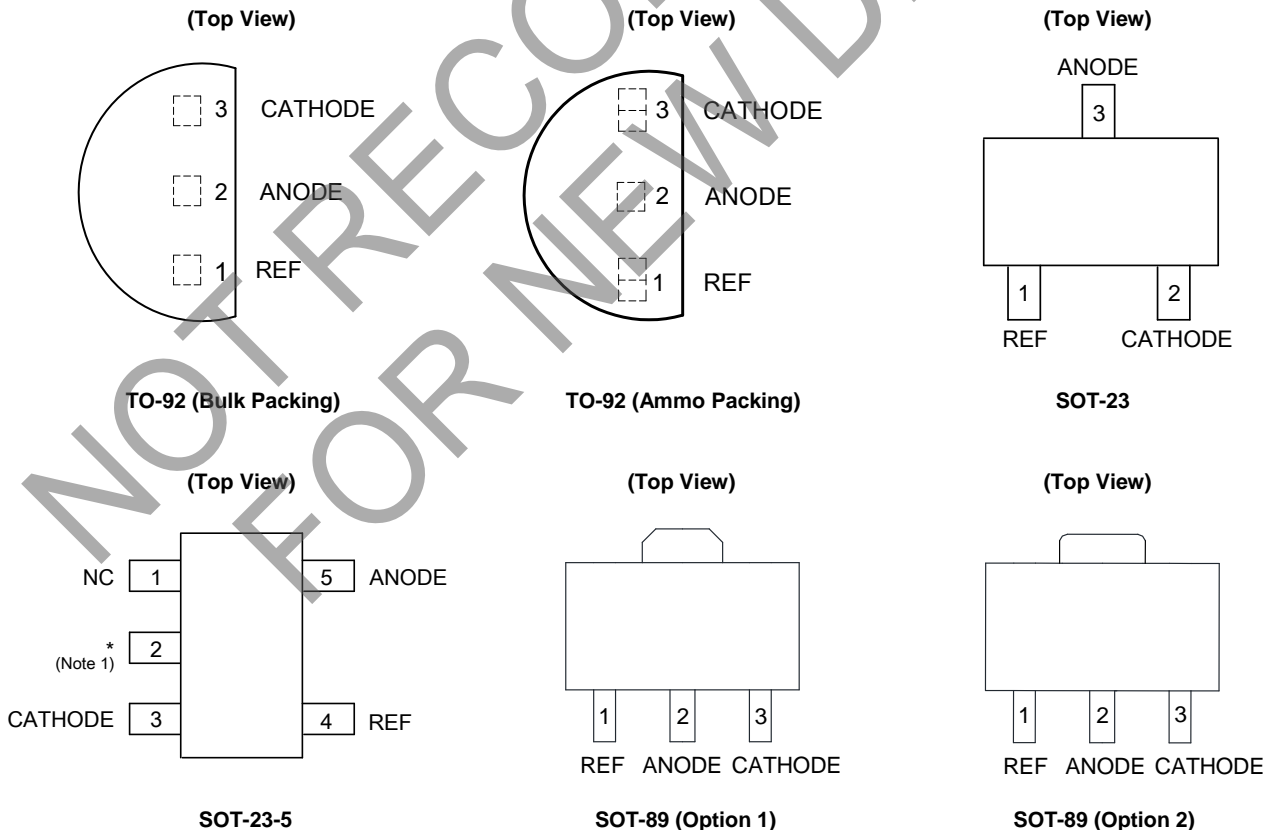 (Top View)
3 CATHODE
2 ANODE
1 REF
TO-92 (Bulk Packing)
(Top View)
3 CATHODE
2 ANODE
1 REF
TO-92 (Ammo Packing)
(Top View)
ANODE
3
1
2
REF
CATHODE
SOT-23
(Top View)
NC 1
5 ANODE
* 2
(Note 1)
CATHODE 3
4 REF
SOT-23-5
(Top View)
1 2 3
REF ANODE CATHODE
SOT-89 (Option 1)
(Top View)
1 2 3
REF ANODE CATHODE
SOT-89 (Option 2)
FOR NEW D
NOT RECO